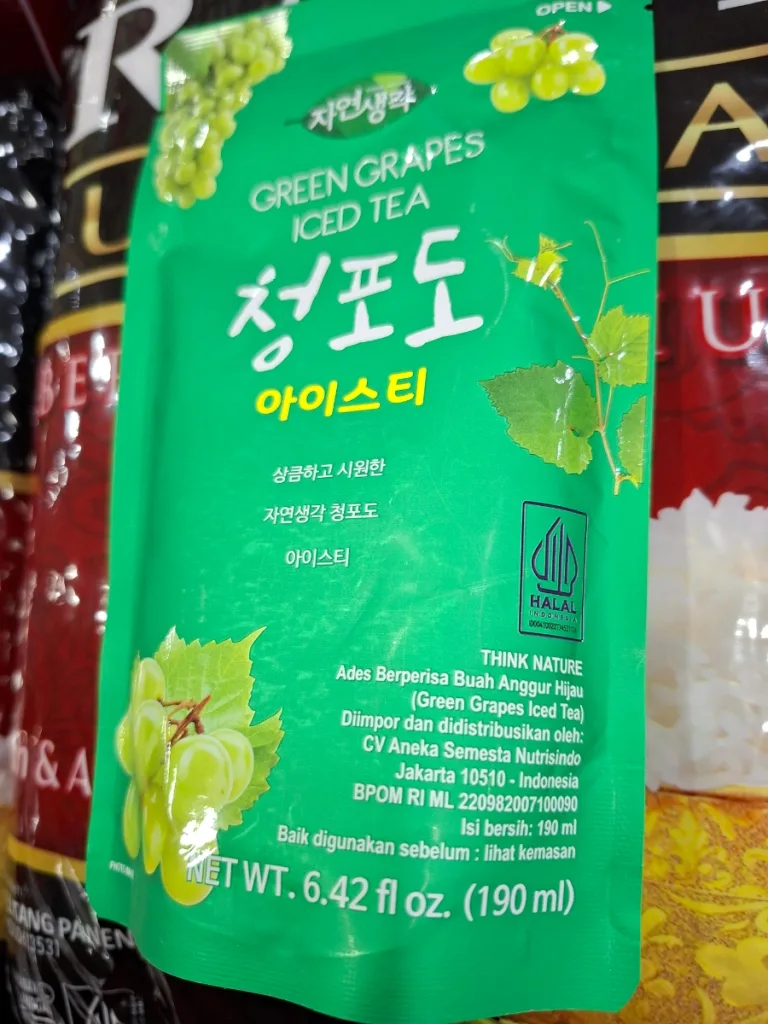 OPEN
자연생각
GREEN GRAPES
ICED TEA
청포도
아이스티
상큼하고 시원한
자연생각 청포도
아이스티
HALAL
INDONESIA
THINK NATURE
Ades Berperisa Buah Anggur Hijau
(Green Grapes Iced Tea)
Diimpor dan didistribusikan oleh:
CV Aneka Semesta Nutrisindo
Jakarta 10510 - Indonesia
BPOM RI ML 220982007100090
Isi bersih: 190 ml
Baik digunakan sebelum : lihat kemasan
NET WT. 6.42 fl oz. (190 ml)